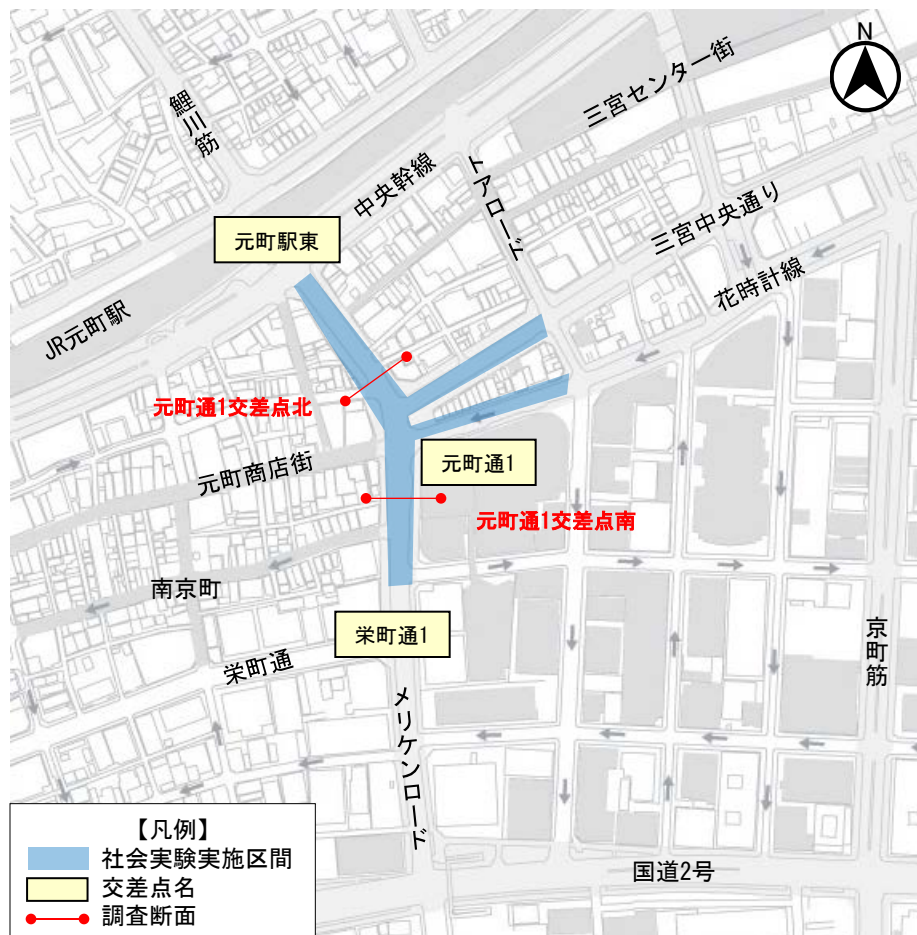 N
三宮センター街
鯉川筋
トアロード
中央幹線
三宮中央通り
元町駅東
花時計線
JR元町駅
元町通1交差点北
元町商店街
元町通1
元町通1交差点南
南京町
栄町通1
京町筋
栄町通
メリケンロード
国道2号
【凡例】
社会実験実施区間
交差点名
調査断面